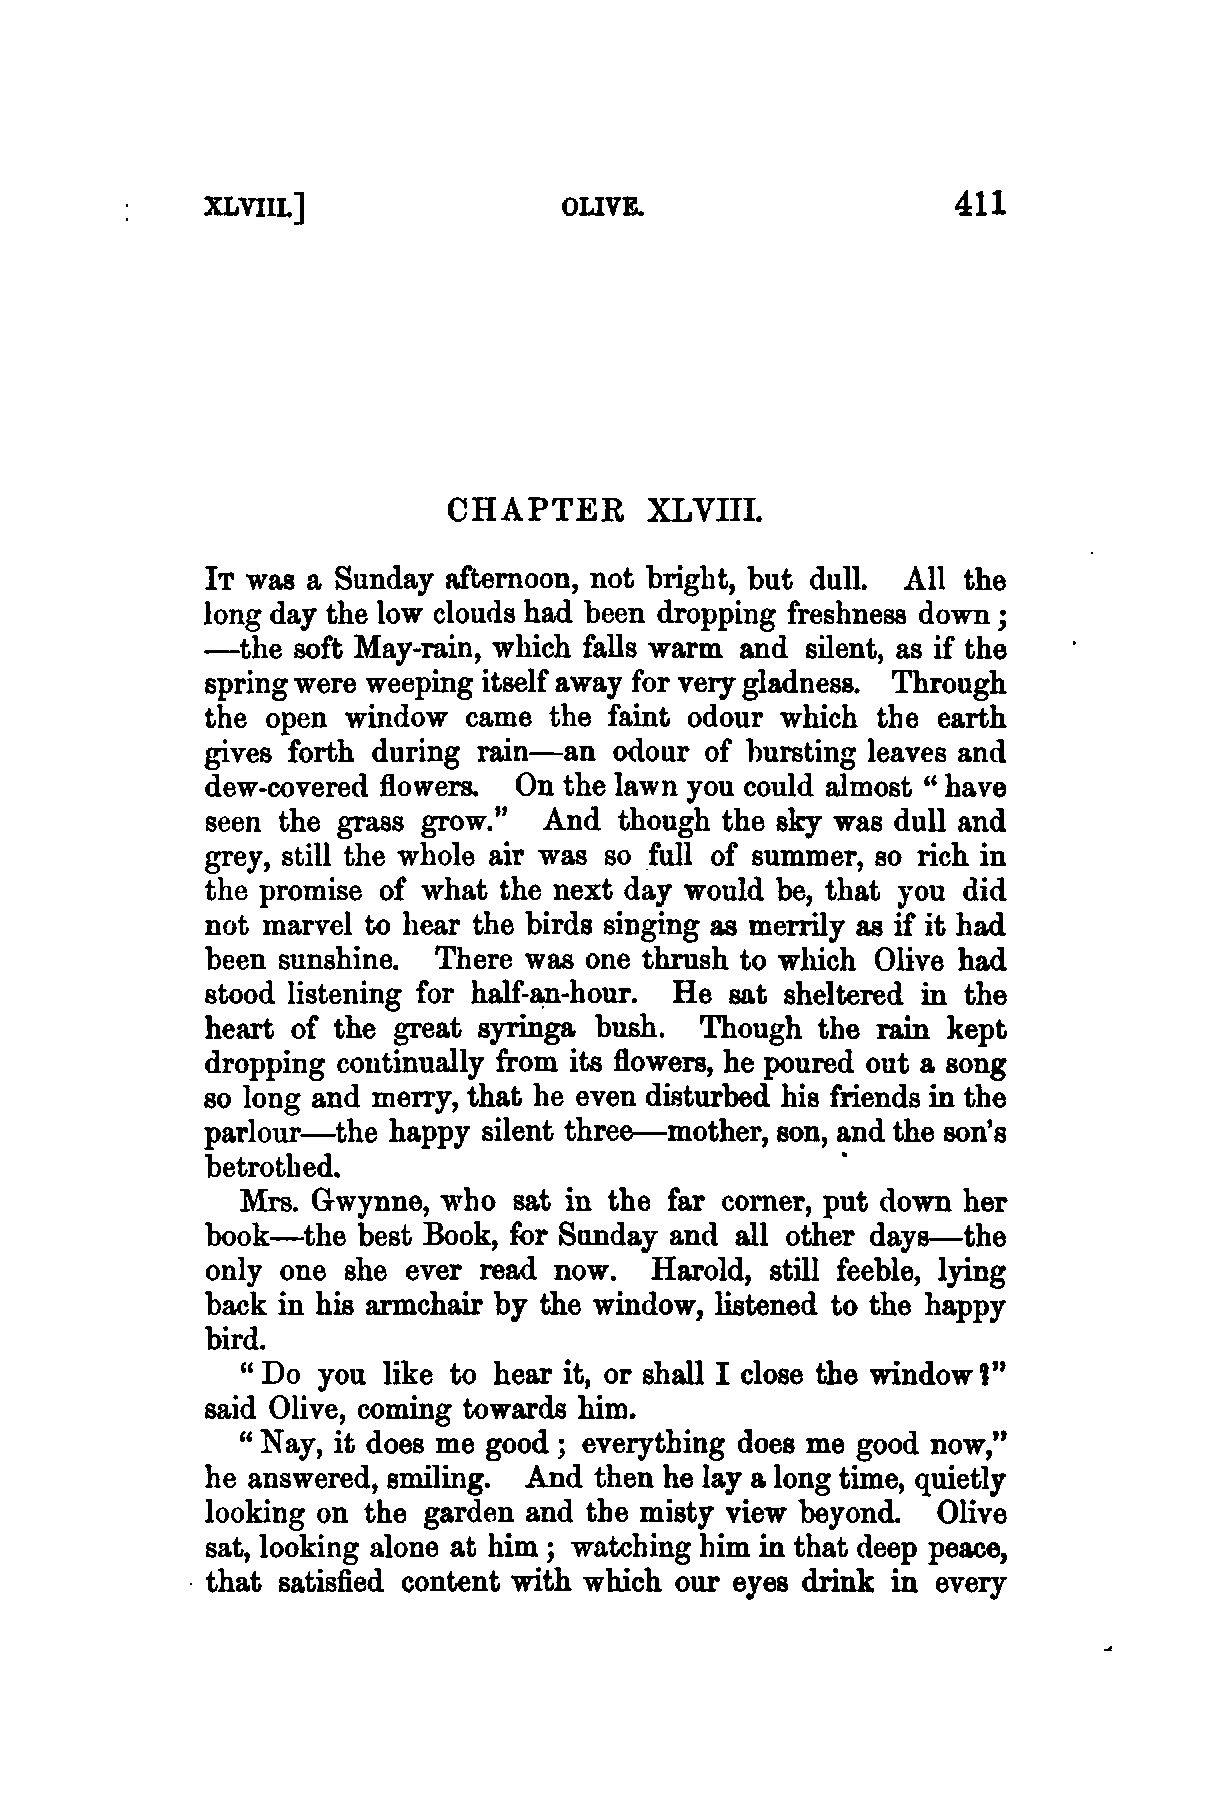 XLVIII.] OLIVE. 411
CHAPTER XLVIII.
IT was a Sunday afternoon, not bright, but dull. All the
long day the low clouds had been dropping freshness down ;
—the soft May-rain, which falls warm and silent, as if the
spring were weeping itself away for very gladness. Through
the open window came the faint odour which the earth
gives forth during rain—an odour of bursting leaves and
dew-covered flowers. On the lawn you could almost “ have
seen the grass grow.” And though the sky was dull and
grey, still the whole air was so full of summer, so rich in
the promise of what the next day would be, that you did
not marvel to hear the birds singing as merrily as if it had
been sunshine. There was one thrush to which Olive had
stood listening for half-an-hour. He sat sheltered in the
heart of the great syringa bush. Though the rain kept
dropping continually from its flowers, he poured out a song
so long and merry, that he even disturbed his friends in the
parlour—the happy silent three—mother, son, and the son’s
betrothed.
Mrs. Gwynne, who sat in the far corner, put down her
book—the best Book, for Sunday and all other days—the
only one she ever read now. Harold, still feeble, lying
back in his armchair by the window, listened to the happy
bird.
“ Do you like to hear it, or shall I close the window ?”
said Olive, coming towards him.
“ Nay, it does me good ; everything does me good now,”
he answered, smiling. And then he lay a long time, quietly
looking on the garden and the misty view beyond. Olive
sat, looking alone at him ; watching him in that deep peace,
that satisfied content with which our eyes drink in every